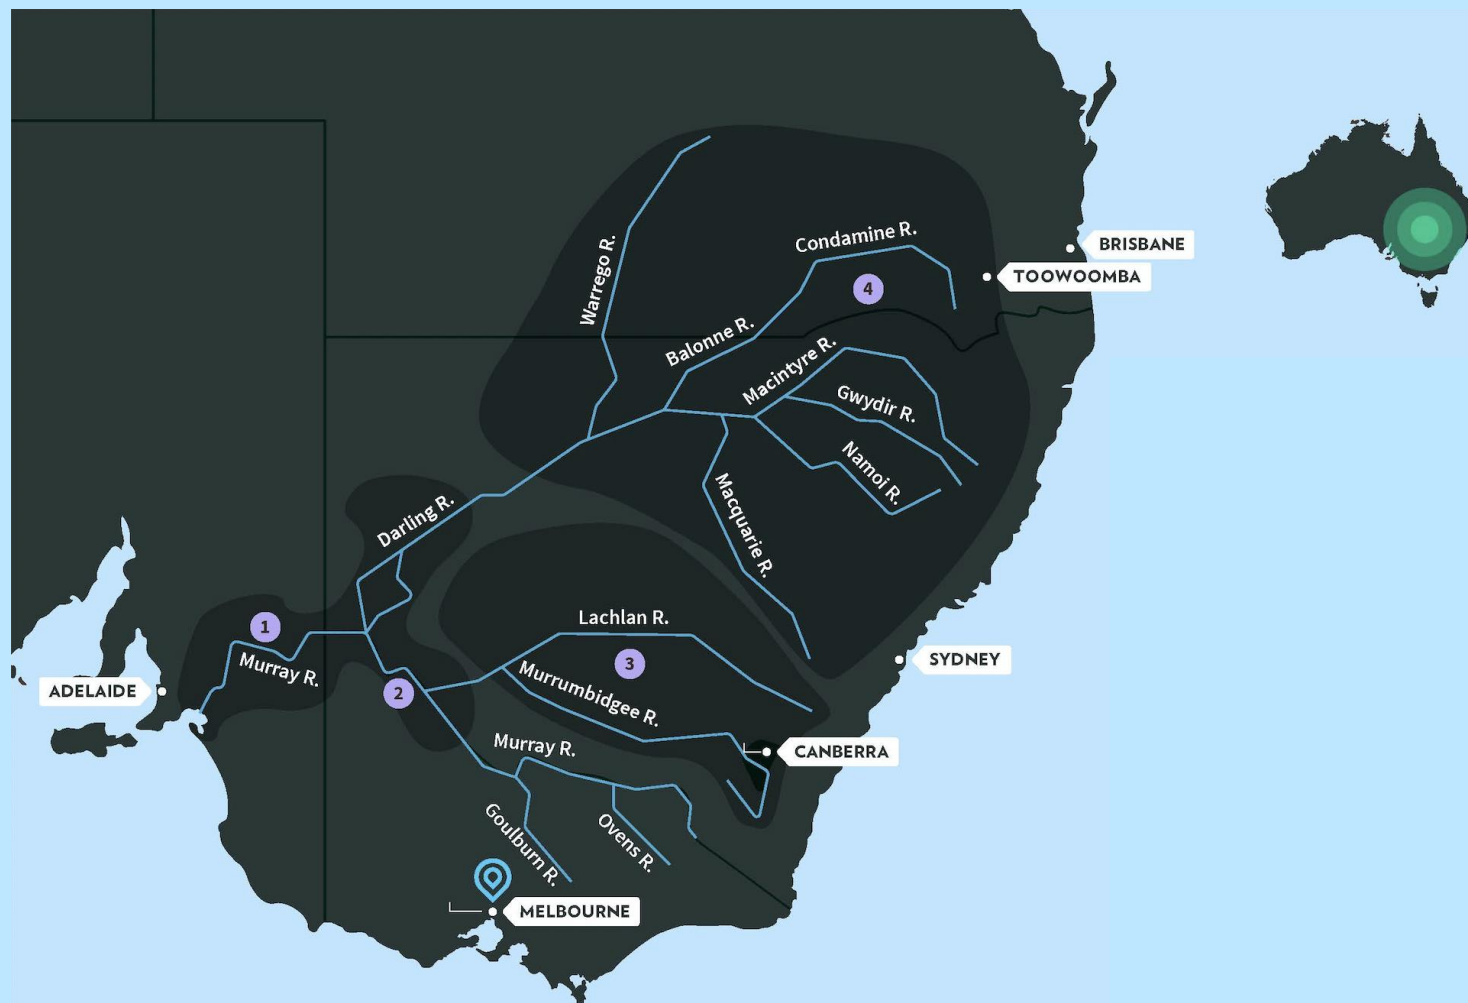 Condamine R.
BRISBANE
Warrego R.
TOOWOOMBA
4
Balonne R.
Macintyre R.
Gwydir R.
Namoi R.
Darling R.
Macquarie R.
Lachlan R.
1
3
SYDNEY
Murray R.
Murrumbidgee R.
ADELAIDE
2
Murray R.
CANBERRA
Goulburn R.
Ovens R.
MELBOURNE